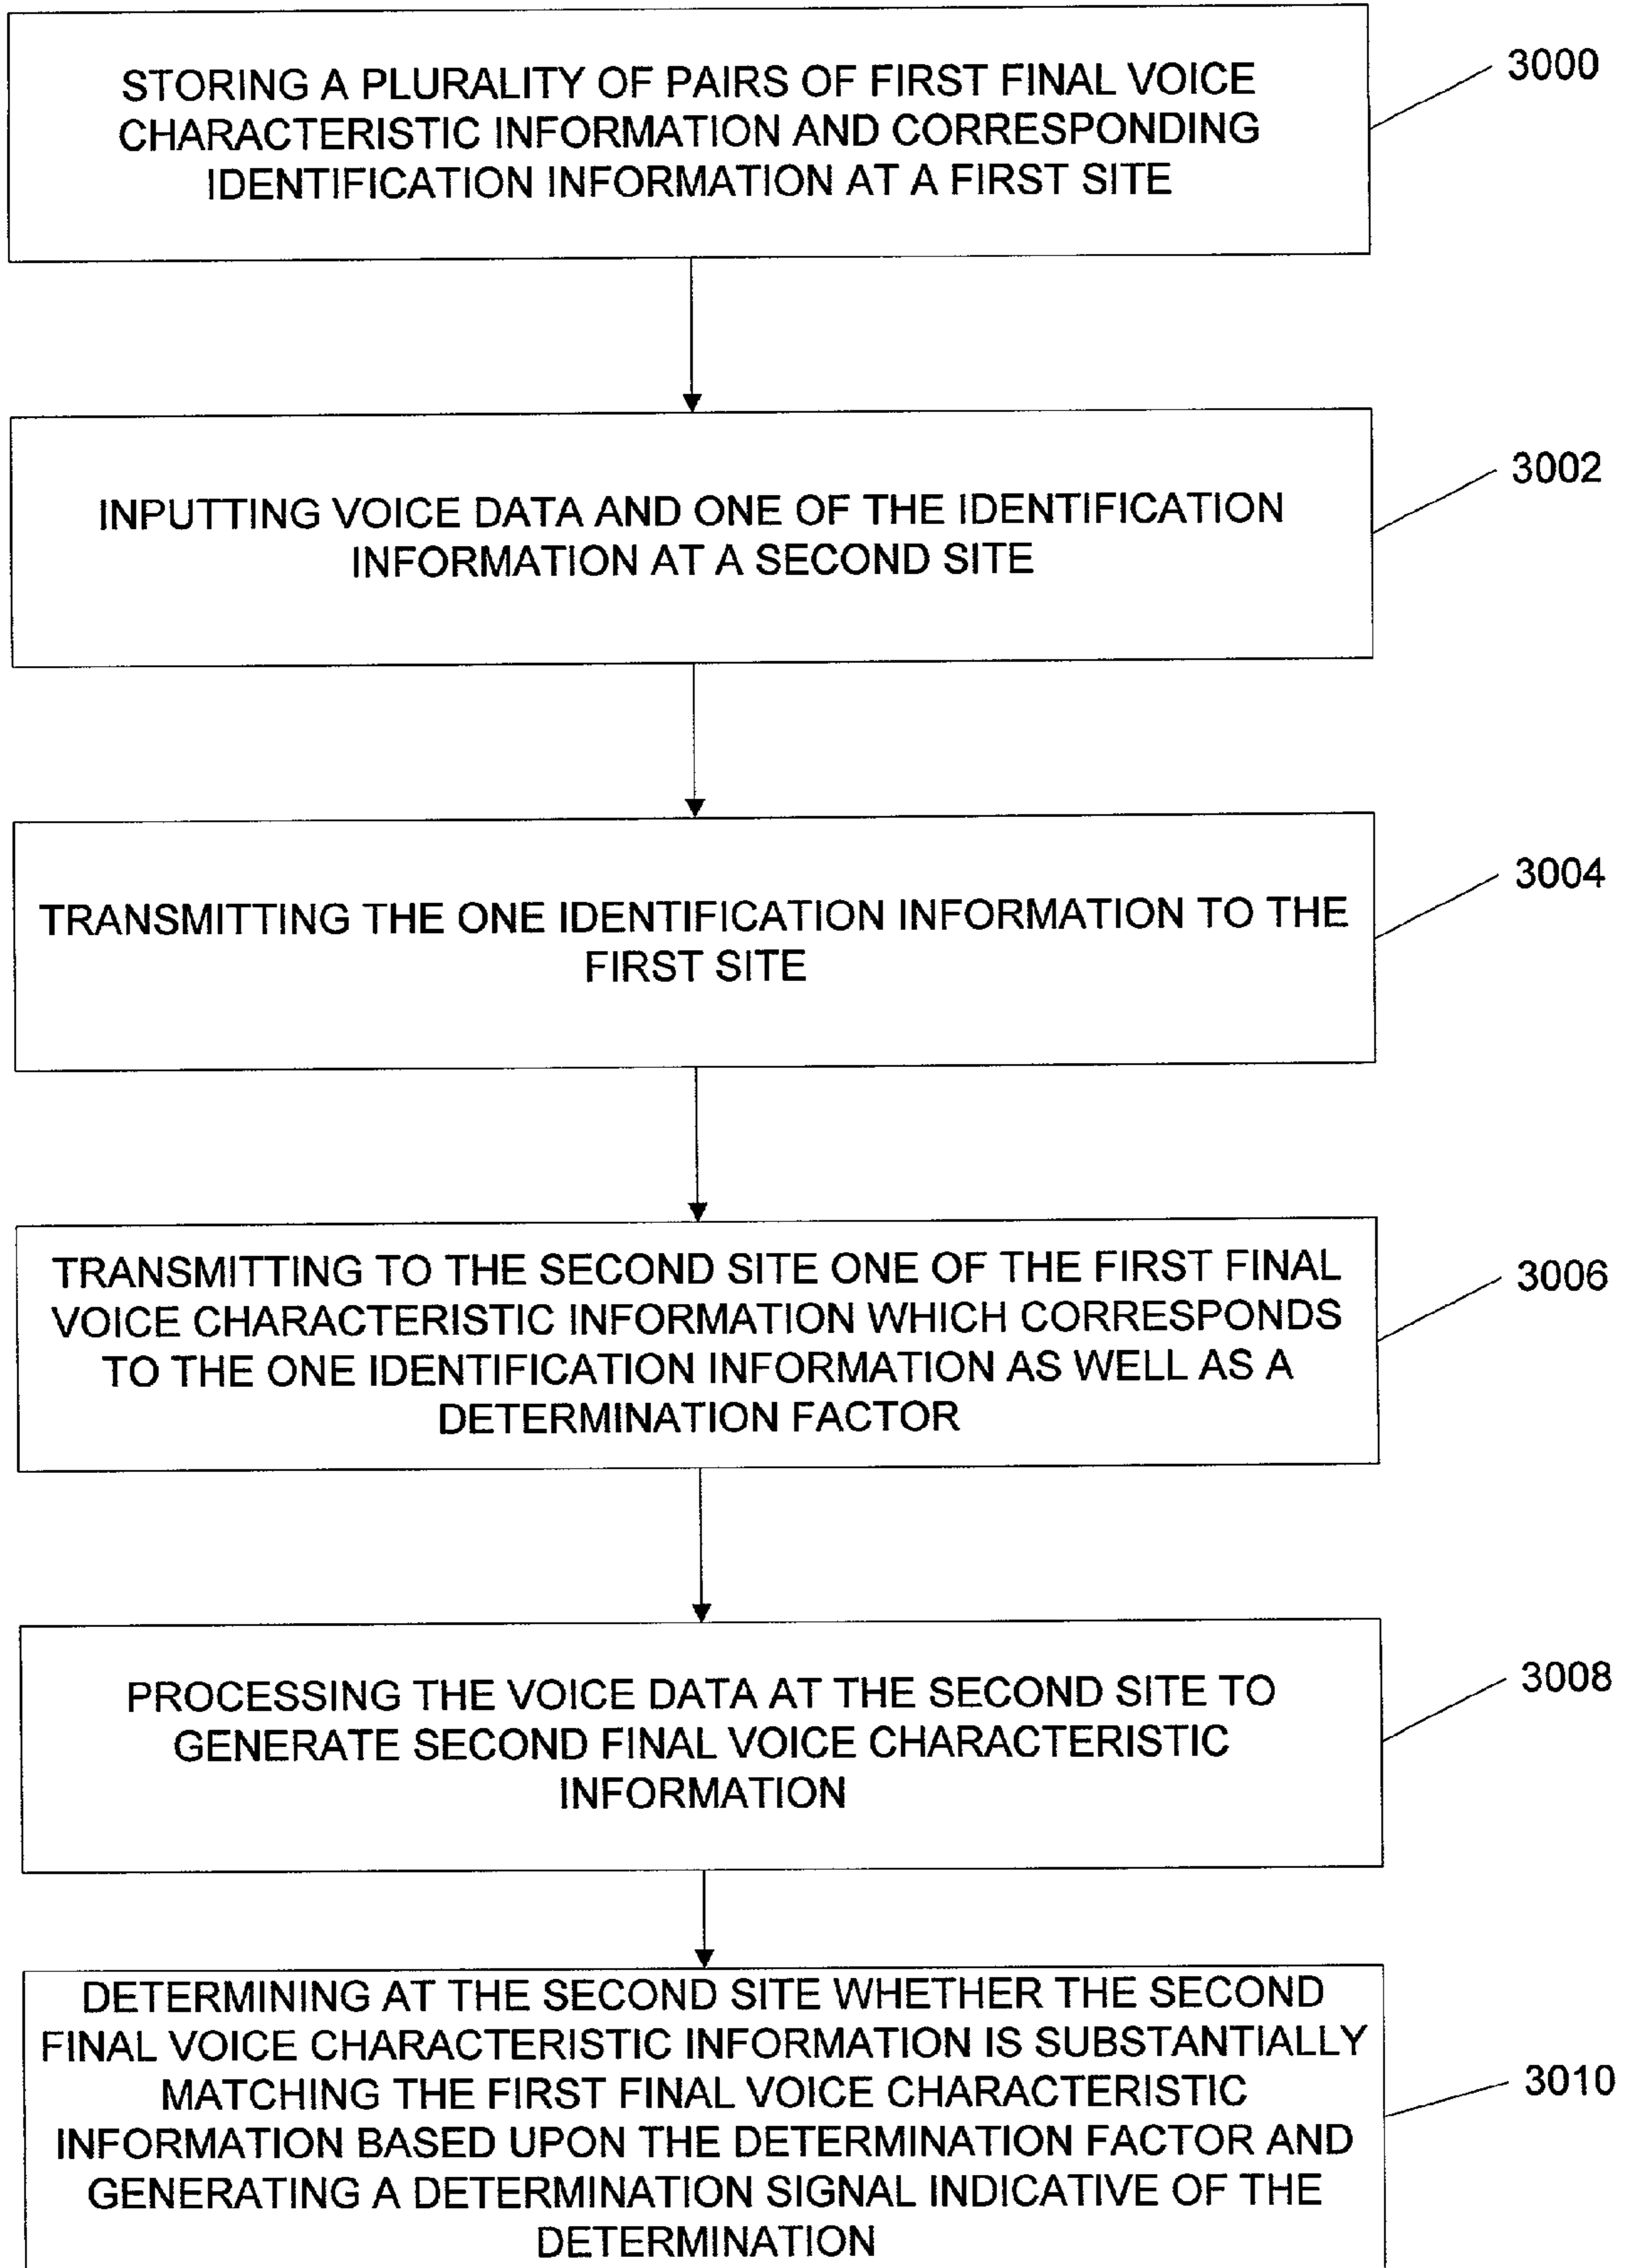 STORING A PLURALITY OF PAIRS OF FIRST FINAL VOICE
CHARACTERISTIC INFORMATION AND CORRESPONDING
IDENTIFICATION INFORMATION AT A FIRST SITE
3000
INPUTTING VOICE DATA AND ONE OF THE IDENTIFICATION
INFORMATION AT A SECOND SITE
3002
TRANSMITTING THE ONE IDENTIFICATION INFORMATION TO THE
FIRST SITE
3004
TRANSMITTING TO THE SECOND SITE ONE OF THE FIRST FINAL
VOICE CHARACTERISTIC INFORMATION WHICH CORRESPONDS
TO THE ONE IDENTIFICATION INFORMATION AS WELL AS A
DETERMINATION FACTOR
3006
PROCESSING THE VOICE DATA AT THE SECOND SITE TO
GENERATE SECOND FINAL VOICE CHARACTERISTIC
INFORMATION
3008
DETERMINING AT THE SECOND SITE WHETHER THE SECOND
FINAL VOICE CHARACTERISTIC INFORMATION IS SUBSTANTIALLY
MATCHING THE FIRST FINAL VOICE CHARACTERISTIC
INFORMATION BASED UPON THE DETERMINATION FACTOR AND
GENERATING A DETERMINATION SIGNAL INDICATIVE OF THE
DETERMINATION
3010